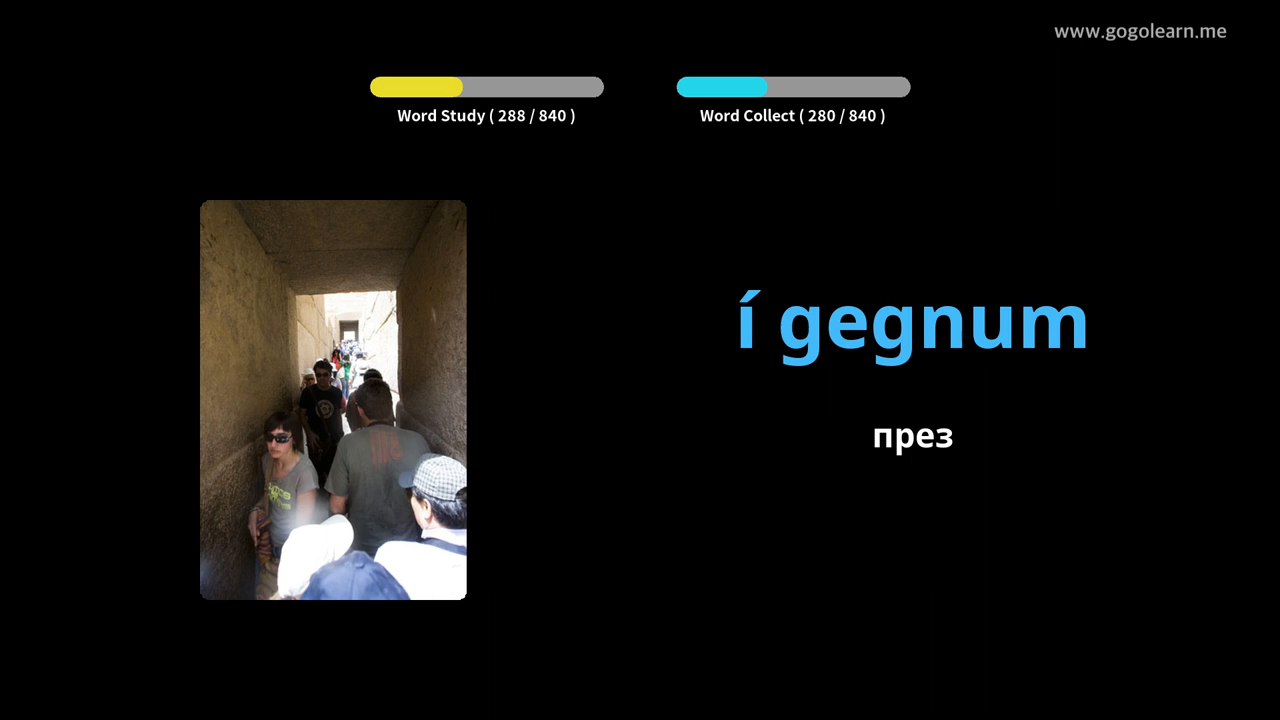 www.gogolearn.me
Word Study ( 288 / 840 )
Word Collect ( 280 / 840 )
í gegnum
през